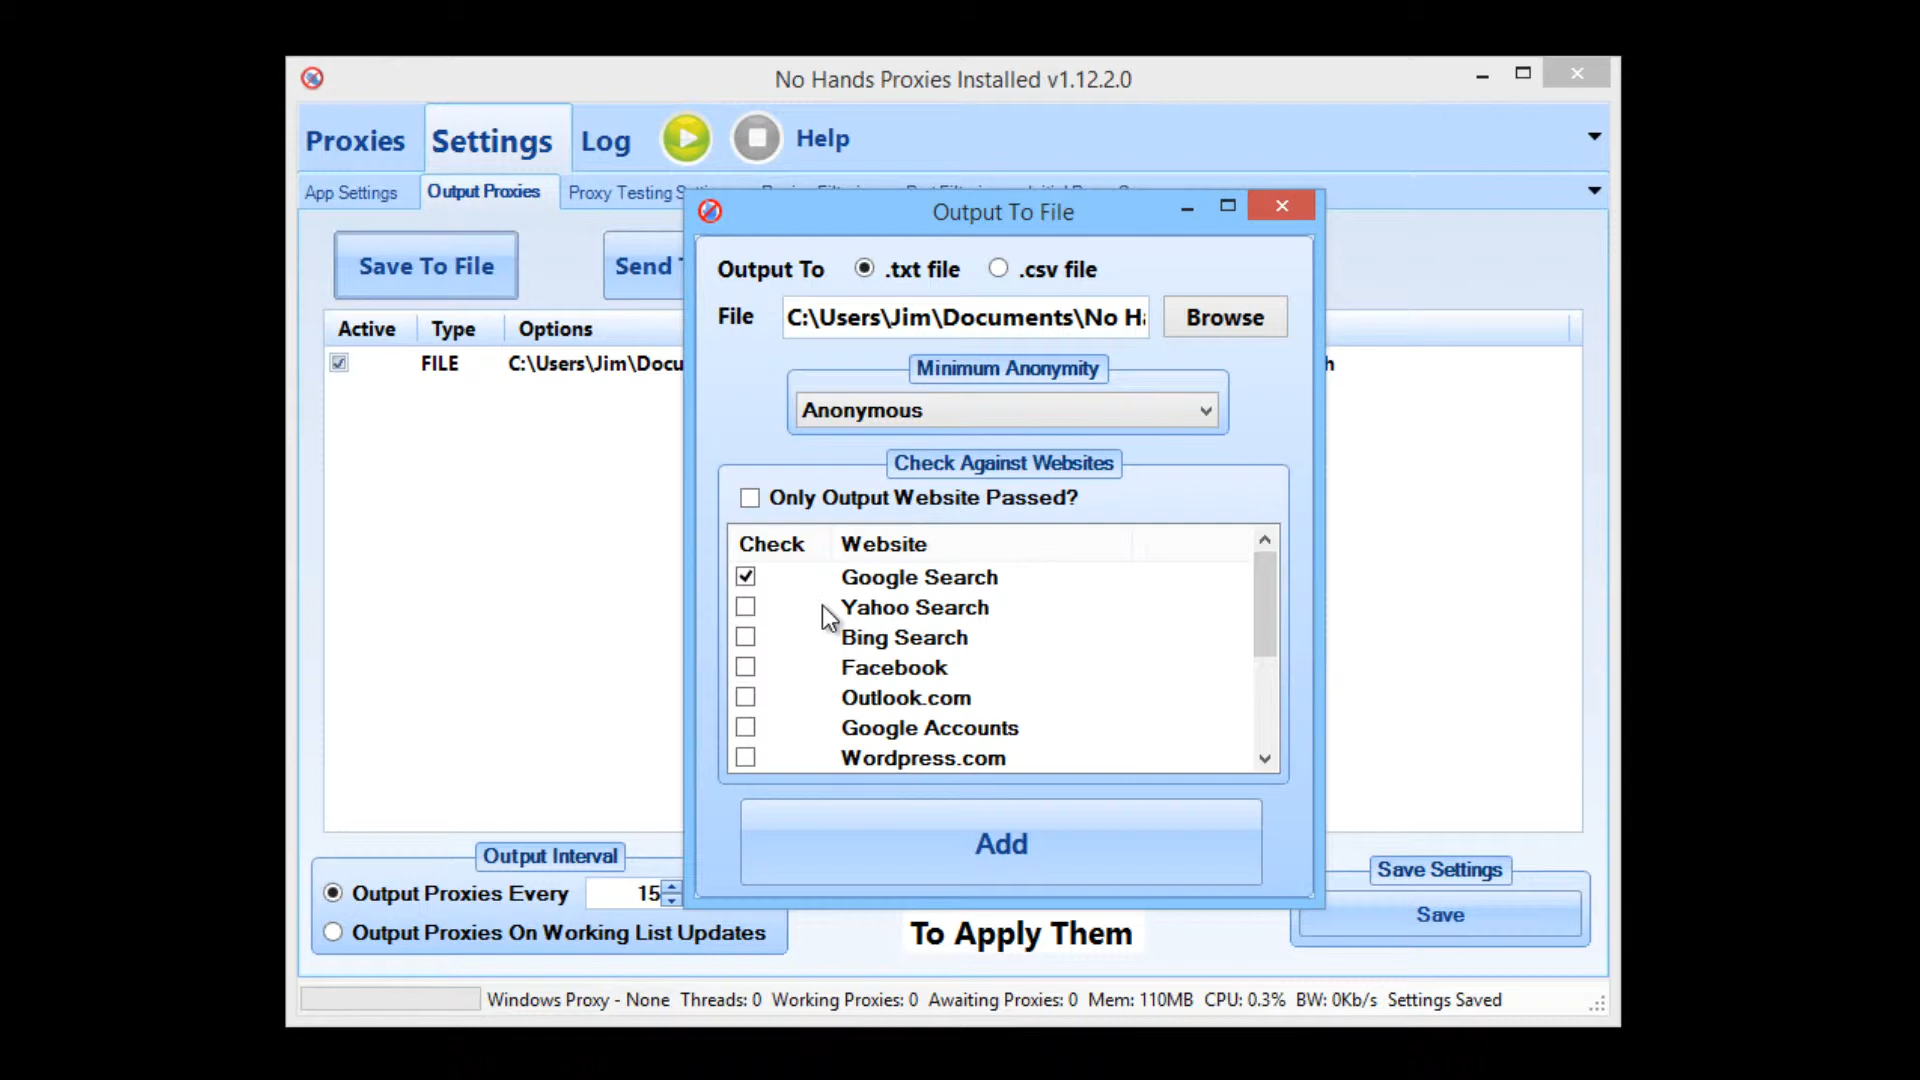 No Hands Proxies Installed v1.12.2.0
Proxies Settings Log Help
App Settings Output Proxies Proxy Testing
Output To File
Save To File Send
Output To .txt file .csv file
File C:\Users\Jim\Documents\No Browse
Active Type Options
FILE C:\Users\Jim\Docu
Minimum Anonymity
Anonymous
Check Against Websites
Only Output Website Passed?
Check Website
Google Search
Yahoo Search
Bing Search
Facebook
Outlook.com
Google Accounts
Wordpress.com
Add
Output Interval
Output Proxies Every 15
Output Proxies On Working List Updates
To Apply Them
Save Settings
Save
Windows Proxy - None Threads: 0 Working Proxies: 0 Awaiting Proxies: 0 Mem: 110MB CPU: 0.3% BW: 0Kb/s Settings Saved